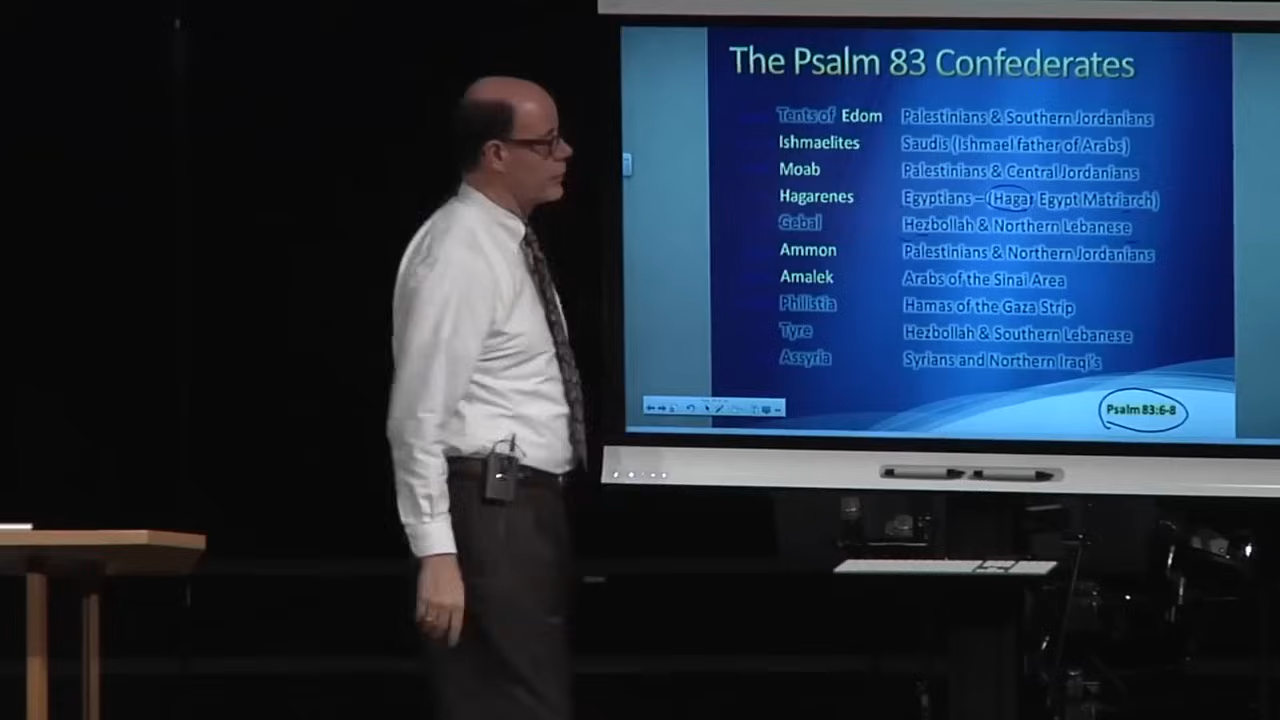 The Psalm 83 Confederates
Tents of Edom Palestinians & Southern Jordanians
Ishmaelites Saudis (Ishmael father of Arabs)
Moab Palestinians & Central Jordanians
Hagarenes Egyptians – (Hagar Egypt Matriarch)
Gebal Hezbollah & Northern Lebanese
Ammon Palestinians & Northern Jordanians
Amalek Arabs of the Sinai Area
Philistia Hamas of the Gaza Strip
Tyre Hezbollah & Southern Lebanese
Assyria Syrians and Northern Iraqi's
Psalm 83:6-8